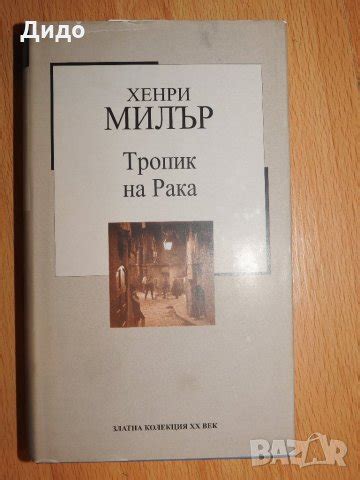 Дидо
ХЕНРИ
МИЛЪР
Тропик
на Рака
ЗЛАТНА КОЛЕКЦИЯ XX ВЕК
BAZAR